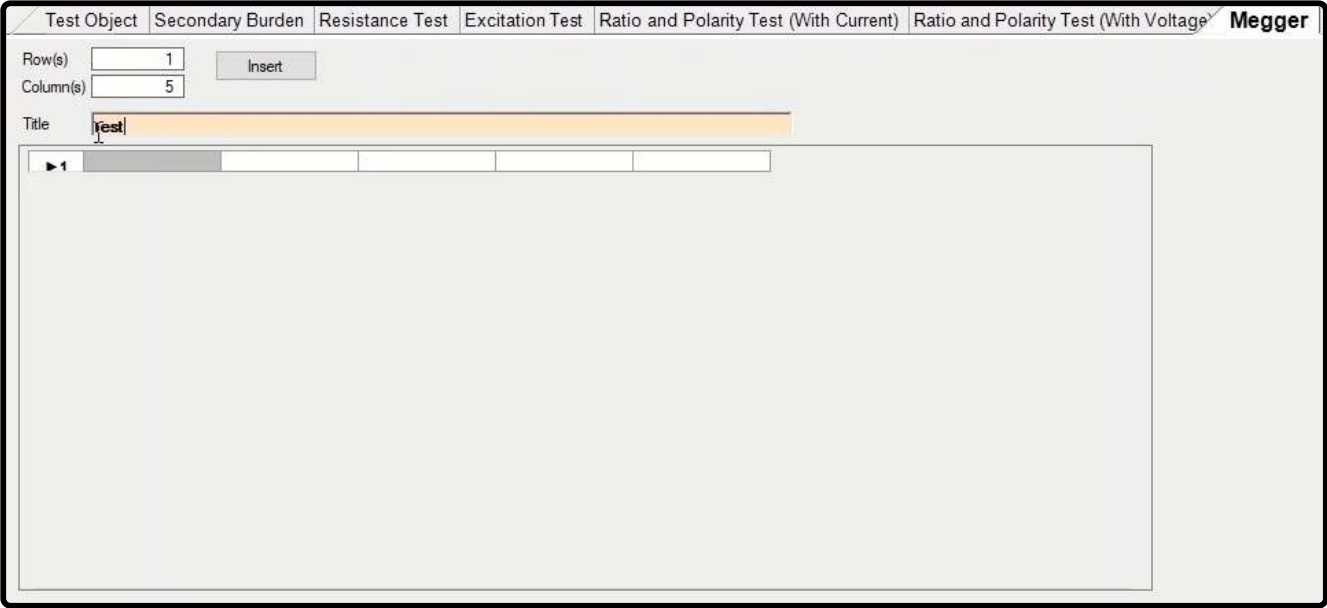 Test Object Secondary Burden Resistance Test Excitation Test Ratio and Polarity Test (With Current) Ratio and Polarity Test (With Voltage) Megger
Row(s) 1 Insert
Column(s) 5
Title Test
►1